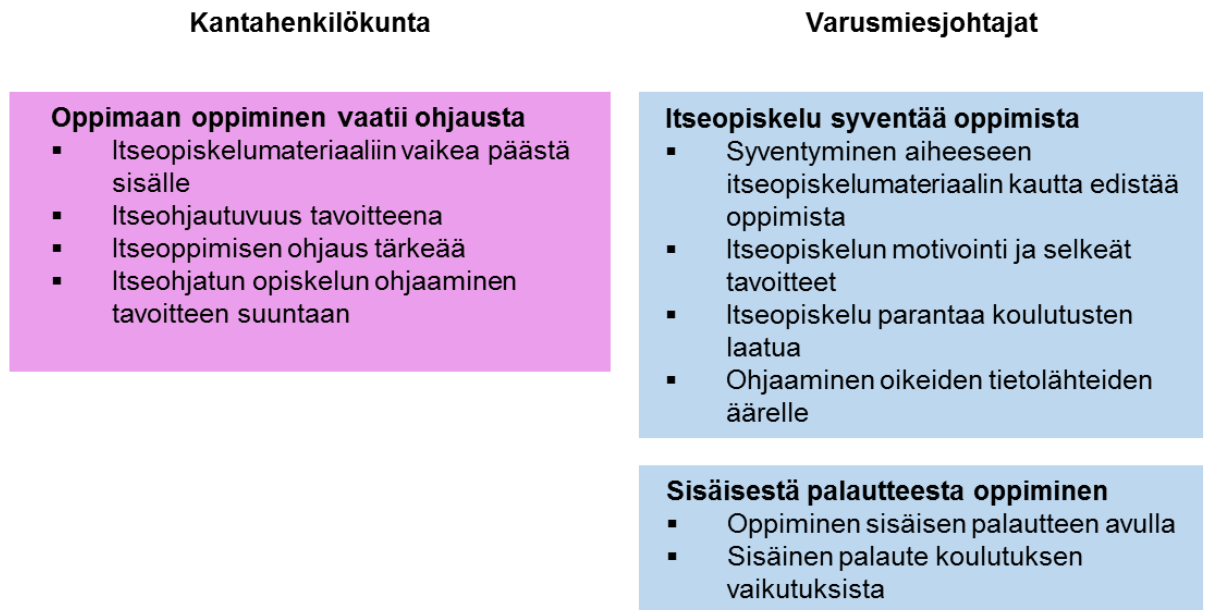 Kantahenkilökunta
Varusmiesjohtajat
Oppimaan oppiminen vaatii ohjausta
▪ Itseopiskelumateriaaliin vaikea päästä
sisälle
▪ Itseohjautuvuus tavoitteena
▪ Itseoppimisen ohjaus tärkeää
▪ Itseohjatun opiskelun ohjaaminen
tavoitteen suuntaan
Itseopiskelu syventää oppimista
▪ Syventyminen aiheeseen
itseopiskelumateriaalin kautta edistää
oppimista
▪ Itseopiskelun motivointi ja selkeät
tavoitteet
▪ Itseopiskelu parantaa koulutusten
laatua
▪ Ohjaaminen oikeiden tietolähteiden
äärelle
Sisäisestä palautteesta oppiminen
▪ Oppiminen sisäisen palautteen avulla
▪ Sisäinen palaute koulutuksen
vaikutuksista